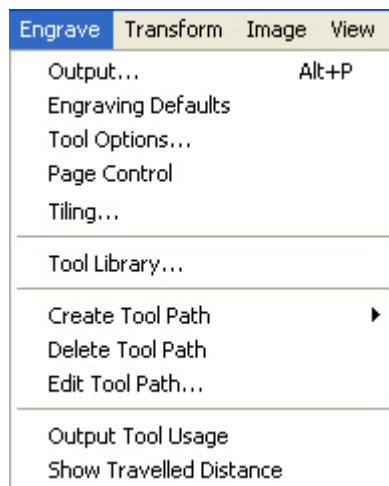 Engrave Transform Image View
Output... Alt+P
Engraving Defaults
Tool Options...
Page Control
Tiling...
Tool Library...
Create Tool Path
Delete Tool Path
Edit Tool Path...
Output Tool Usage
Show Travelled Distance